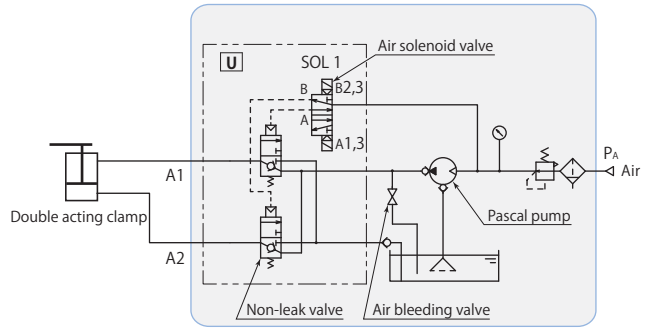 Air solenoid valve
U
SOL 1
B
B2,3
A
A1,3
PA
Air
A1
Double acting clamp
Pascal pump
A2
Non-leak valve
Air bleeding valve